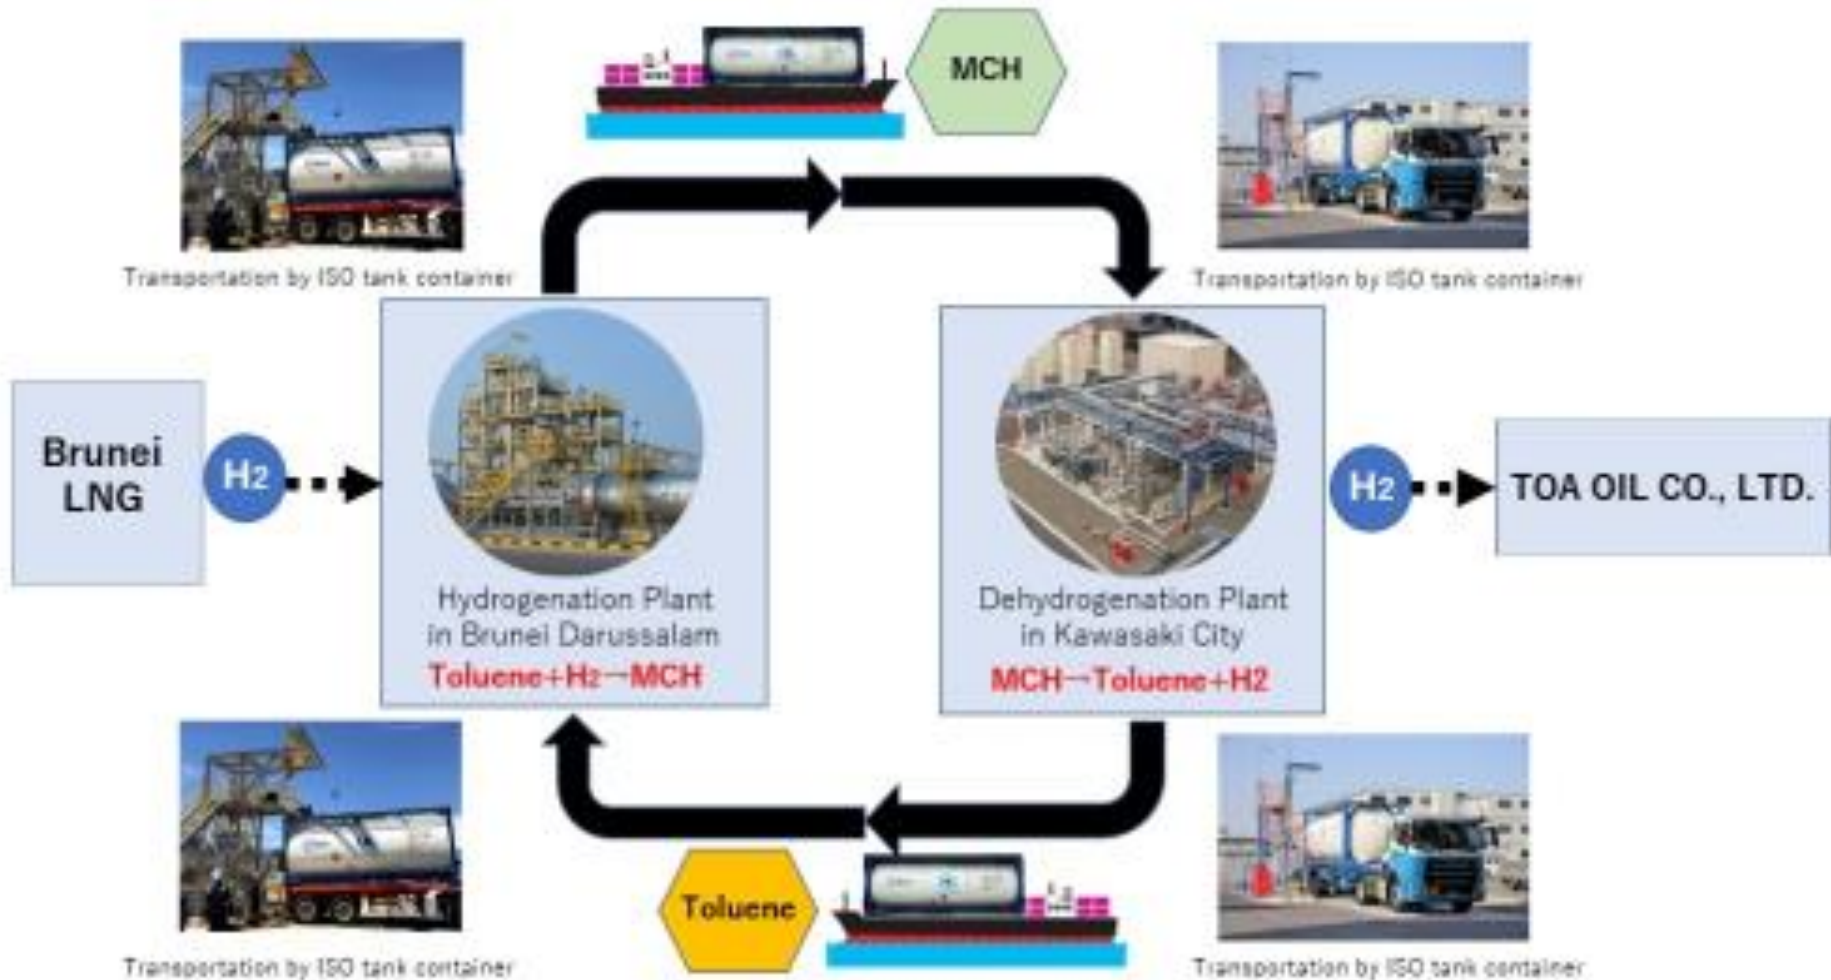 MCH
Transportation by ISO tank container
Transportation by ISO tank container
Brunei
LNG
H2
Hydrogenation Plant
in Brunei Darussalam
Toluene+H2→MCH
Dehydrogenation Plant
in Kawasaki City
MCH→Toluene+H2
H2
TOA OIL CO., LTD.
Toluene
Transportation by ISO tank container
Transportation by ISO tank container